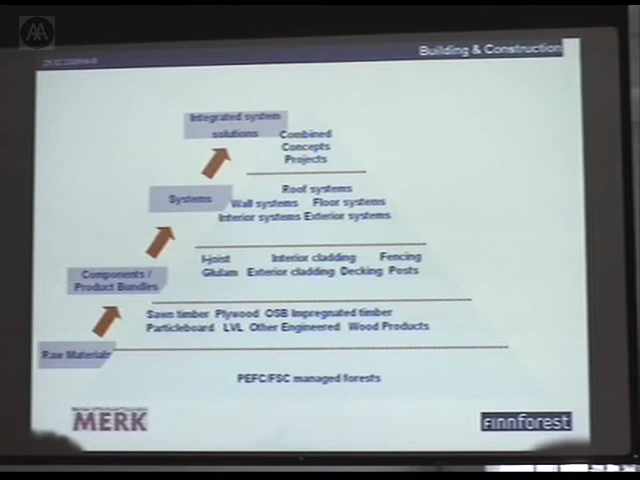 AA
Building & Construction
Integrated system
solutions
Combined
Concepts
Projects
Systems
Roof systems
Wall systems Floor systems
Interior systems Exterior systems
Components /
Product Bundles
I-joist Interior cladding Fencing
Glulam Exterior cladding Decking Posts
Sawn timber Plywood OSB Impregnated timber
Particleboard LVL Other Engineered Wood Products
Raw Materials
PEFC/FSC managed forests
MERK
Finnforest